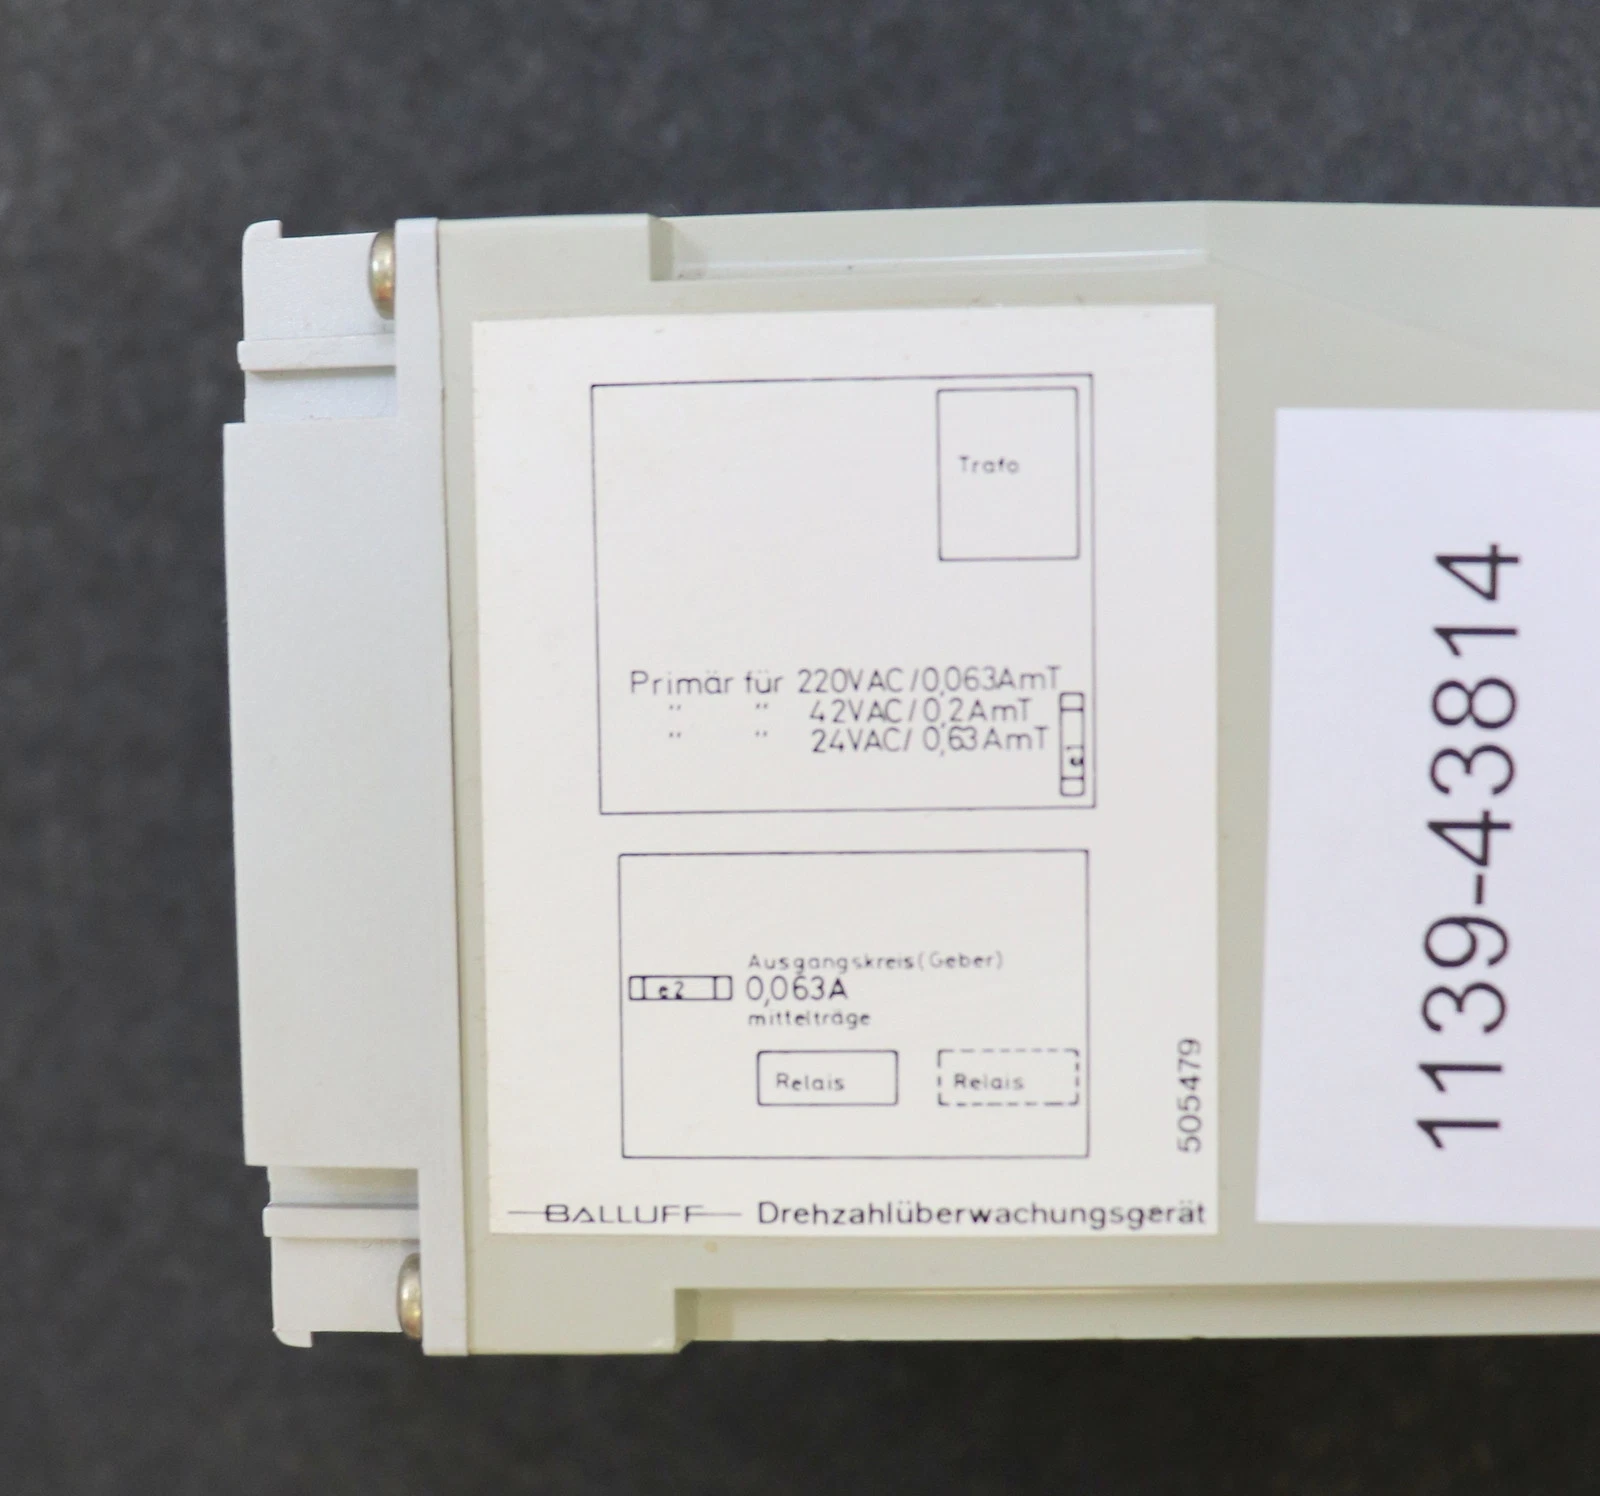 Trafo
Primär für 220VAC/0,063AmT
" " 42VAC/0,2AmT
" " 24VAC/0,63AmT
e1
Ausgangskreis(Geber)
e2 0,063A
mittelträge
Relais Relais
505479
BALLUFF Drehzahlüberwachungsgerät
1139-43814